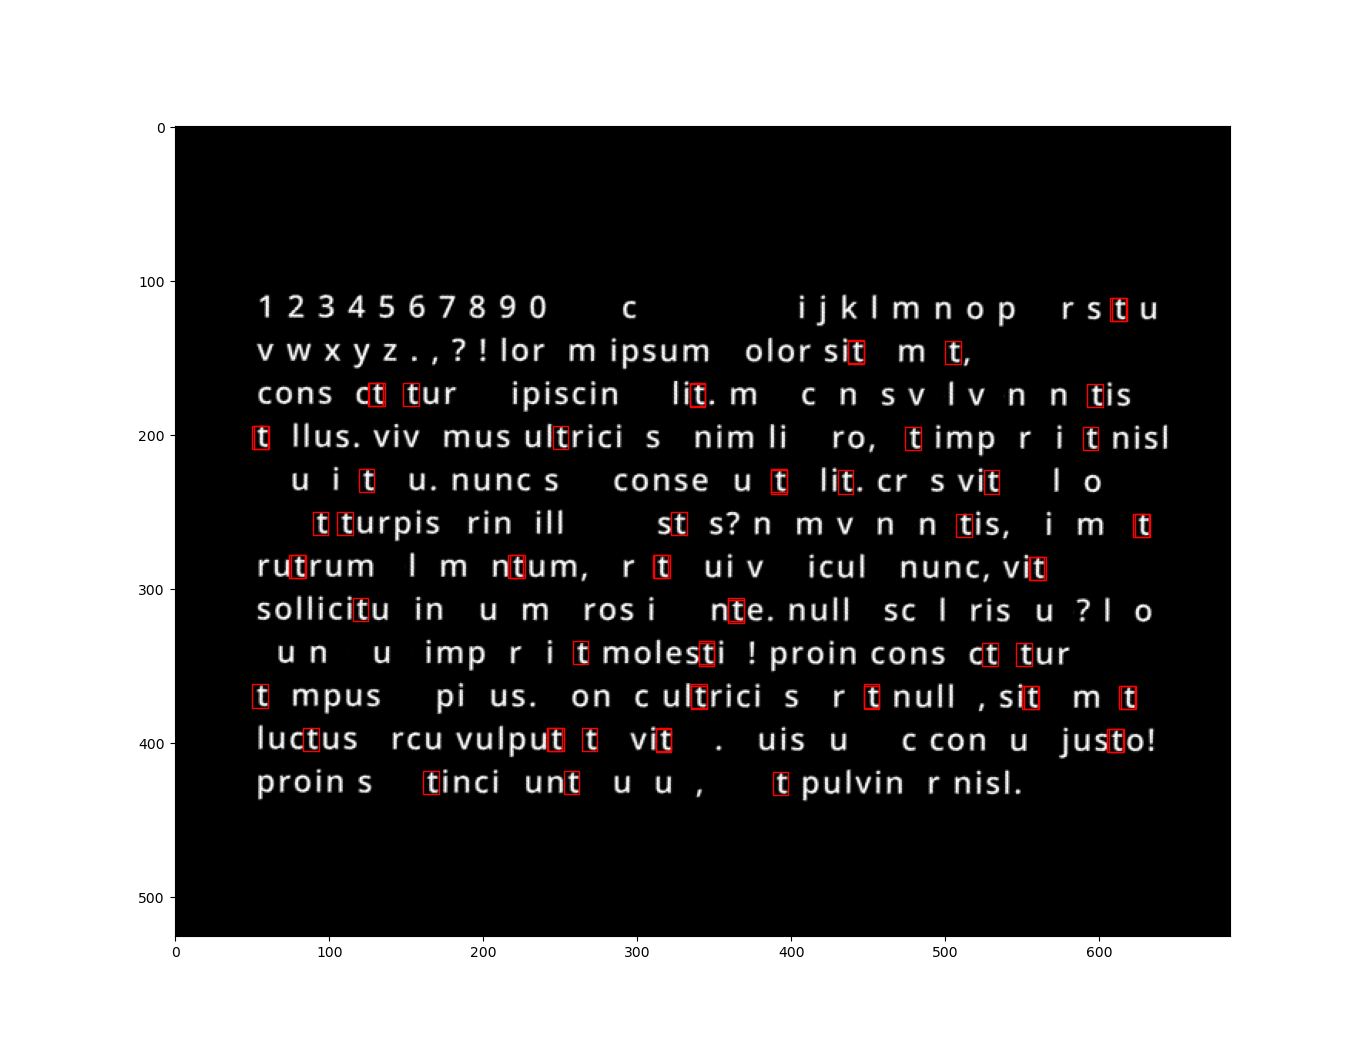 0
100
200
300
400
500
0 100 200 300 400 500 600
1 2 3 4 5 6 7 8 9 0 c i j k l m n o p r s t u
v w x y z . , ? ! lor m ipsum olor sit m t,
cons ct tur ipiscin lit. m c n s v l v n n tis
t llus. viv mus ultrici s nim li ro, t imp r i t nisl
u i t u. nunc s conse u t lit. cr s vit l o
t turpis rin ill st s? n m v n n tis, i m t
rutrum l m ntum, r t ui v icul nunc, vit
sollicitu in u m ros i nte. null sc l ris u ? l o
u n u imp r i t molesti ! proin cons ct tur
t mpus pi us. on c ultrici s r t null , sit m t
luctus rcu vulput t vit . uis u c con u justo!
proin s tinci unt u u , t pulvin r nisl.